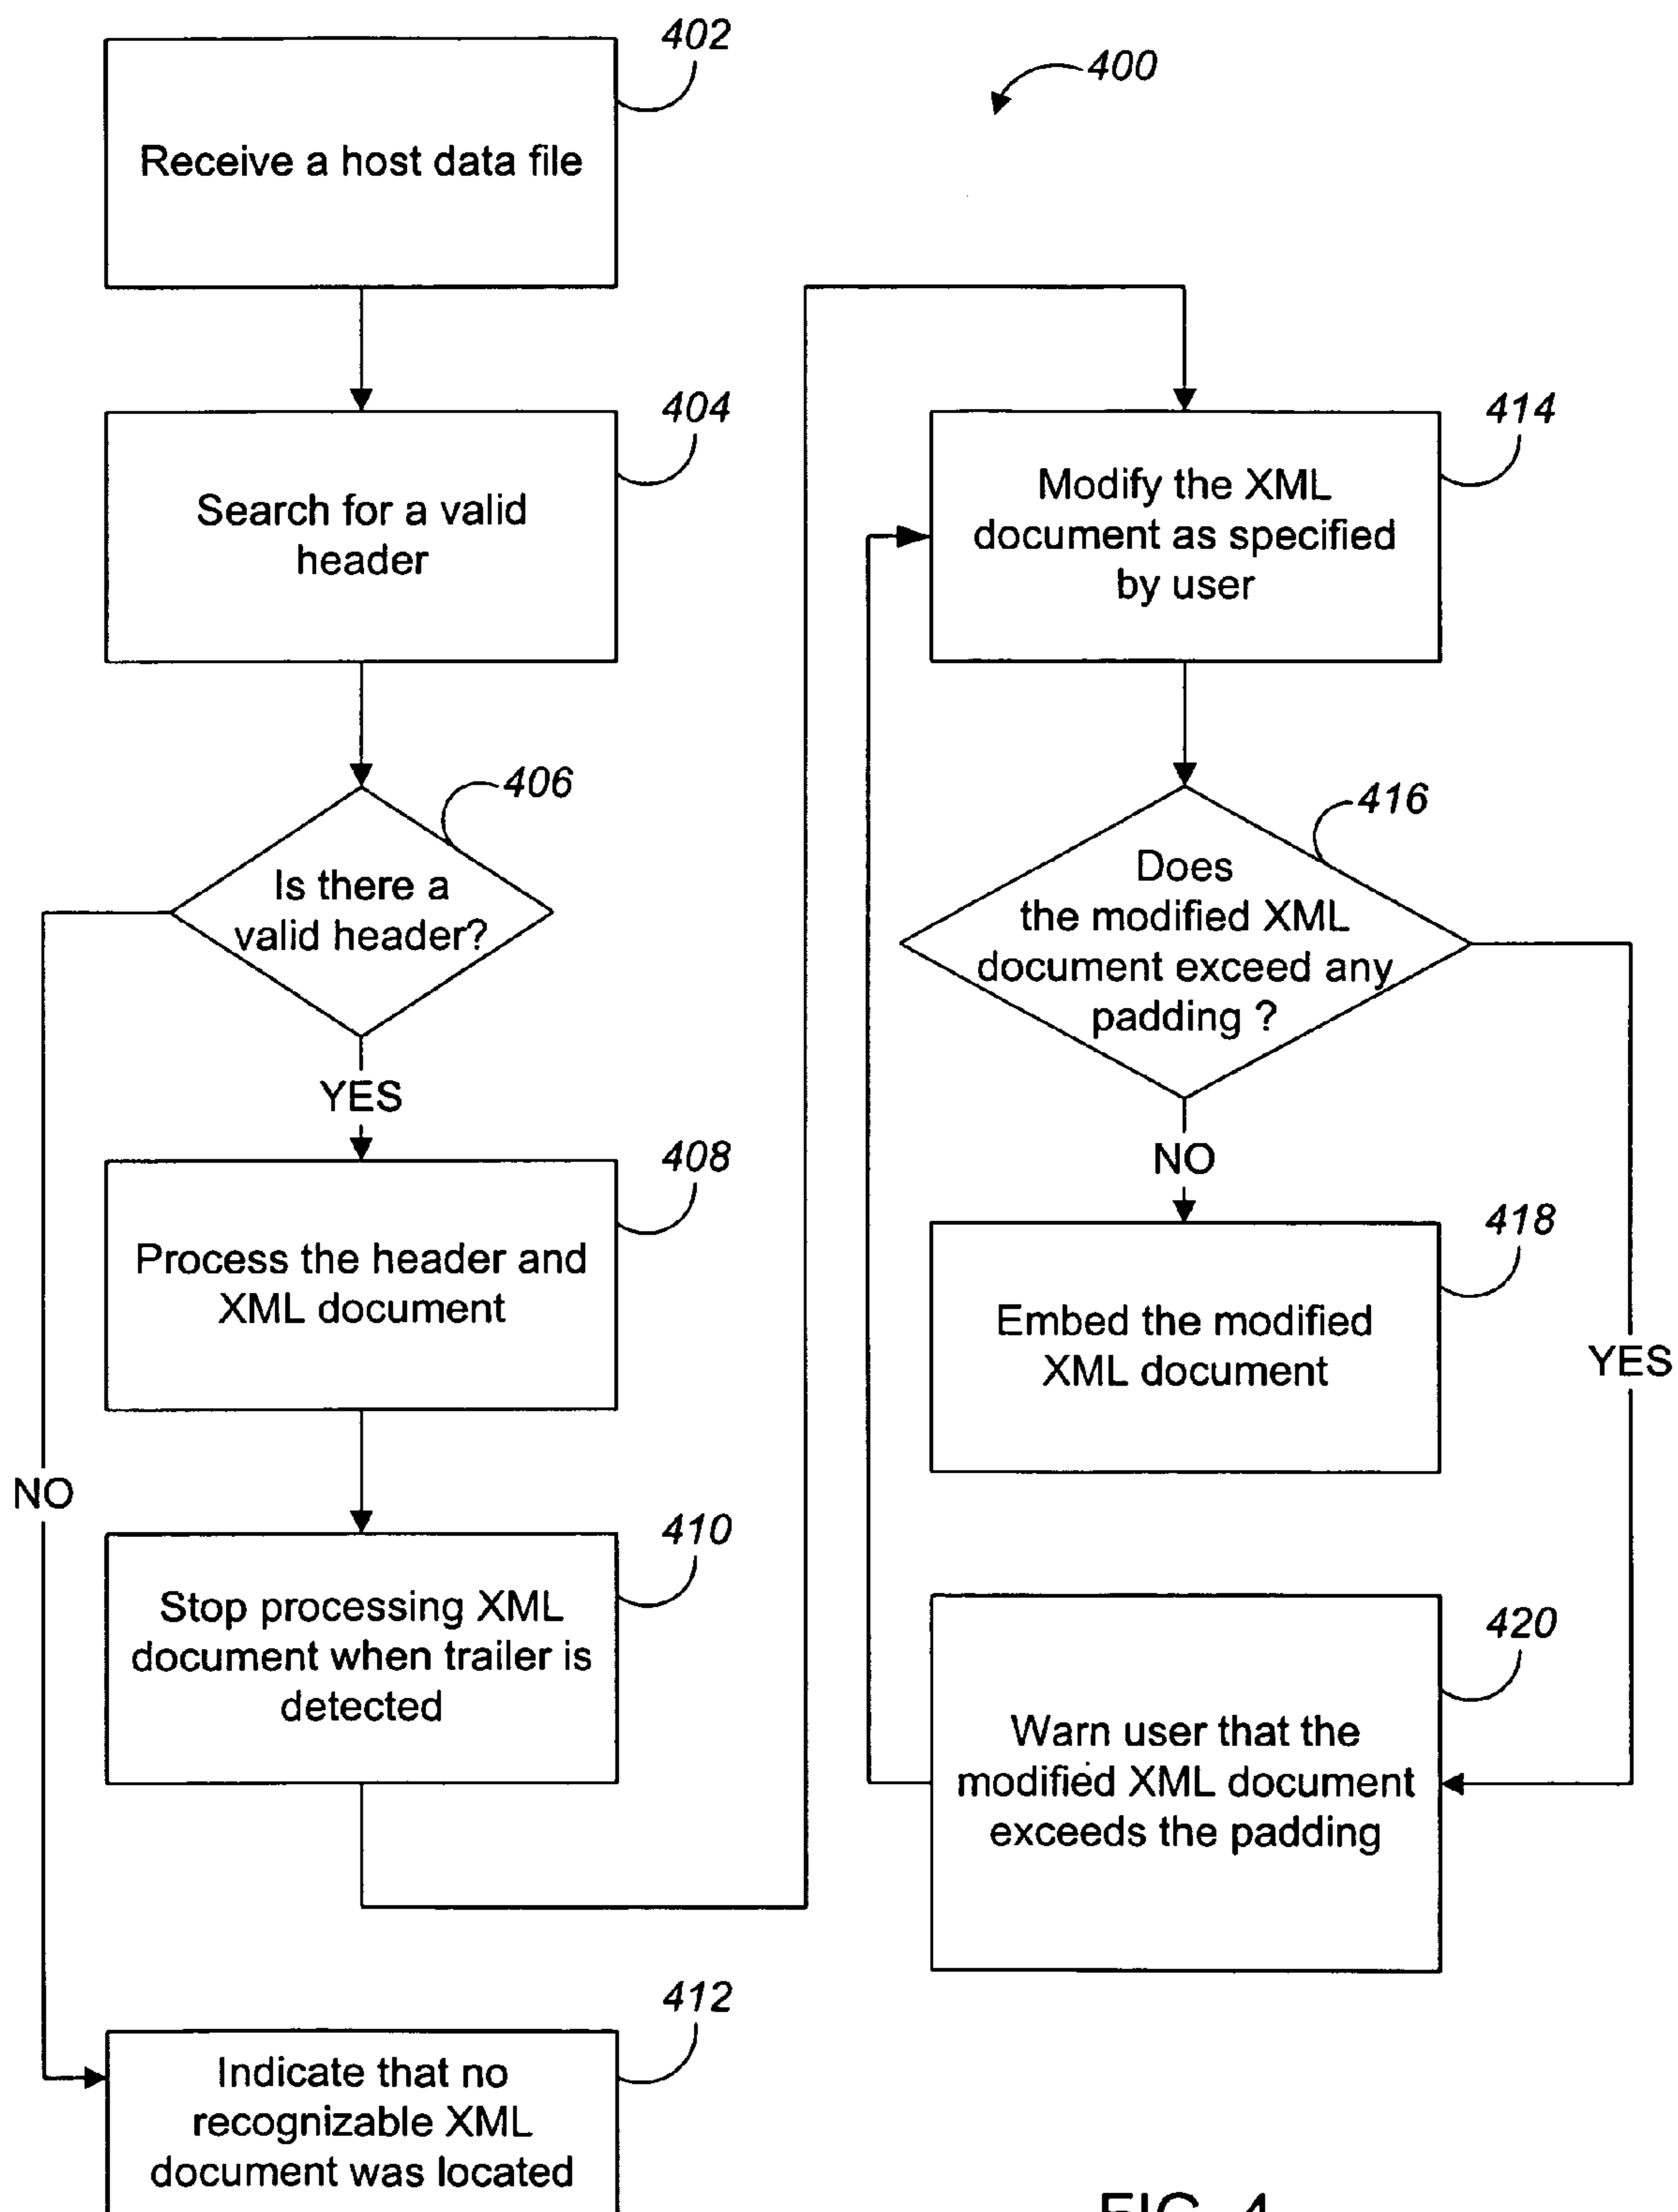 402
400
Receive a host data file
404
Search for a valid
header
406
Is there a
valid header?
YES
NO
408
Process the header and
XML document
410
Stop processing XML
document when trailer is
detected
412
Indicate that no
recognizable XML
document was located
414
Modify the XML
document as specified
by user
416
Does
the modified XML
document exceed any
padding ?
NO
YES
418
Embed the modified
XML document
420
Warn user that the
modified XML document
exceeds the padding
FIG. 4